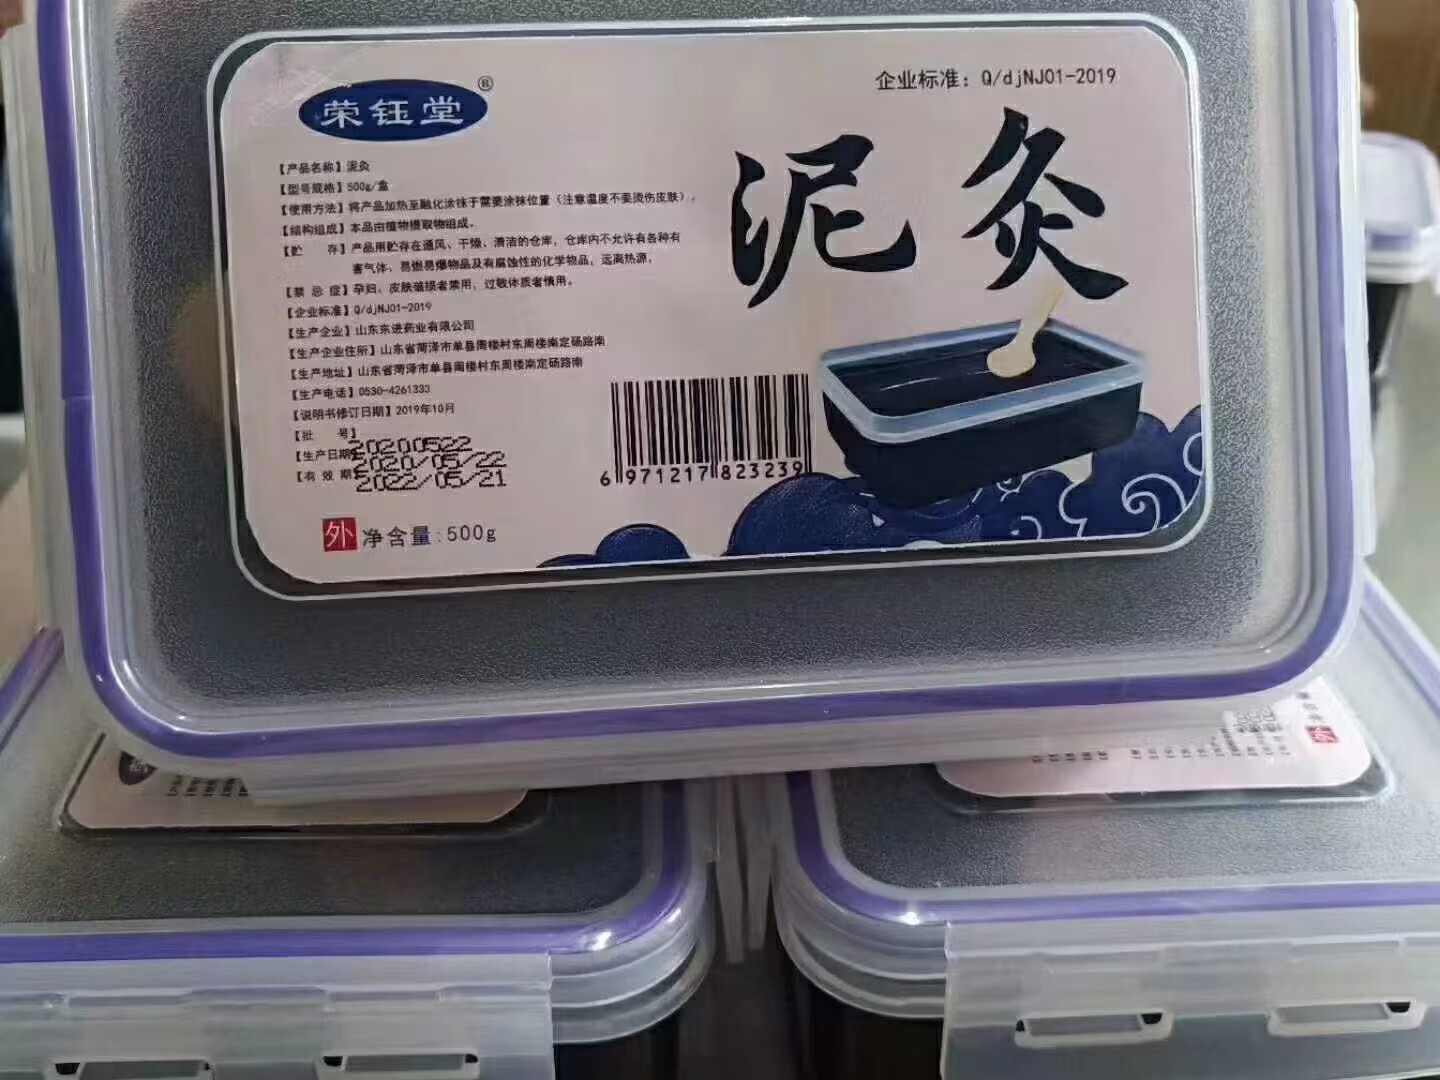 荣钰堂®
企业标准：Q/djNJ01-2019
泥灸
【产品名称】泥灸
【型号规格】500g/盒
【使用方法】将产品加热至融化涂抹于需要涂抹位置（注意温度不要烫伤皮肤）。
【结构组成】本品由植物提取物组成。
【贮 存】产品用贮存在通风、干燥、清洁的仓库，仓库内不允许有各种有
害气体、易燃易爆物品及有腐蚀性的化学物品，远离热源。
【禁 忌 症】孕妇、皮肤破损者禁用、过敏体质者慎用。
【企业标准】Q/djNJ01-2019
【生产企业】山东东进药业有限公司
【生产企业住所】山东省菏泽市单县周楼村东周楼南定砀路南
【生产地址】山东省菏泽市单县周楼村东周楼南定砀路南
【生产电话】0530-4261333
【说明书修订日期】2019年10月
【批 号】20200522
【生产日期】2020/05/22
【有 效 期】2022/05/21
6 971217 823239
外 净含量:500g